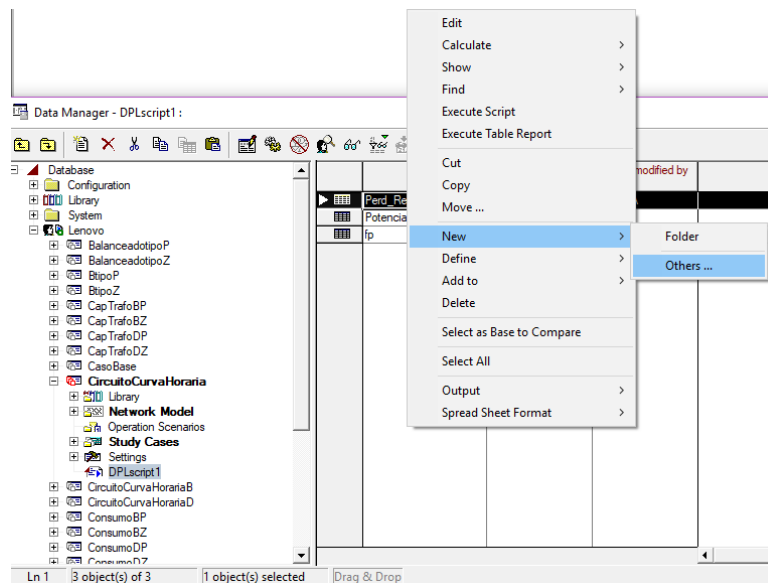 Data Manager - DPLscript1 :
Database
Configuration
Library
System
Lenovo
BalanceadotipoP
BalanceadotipoZ
BtipoP
BtipoZ
CapTrafoBP
CapTrafoBZ
CapTrafoDP
CapTrafoDZ
CasoBase
CircuitoCurvaHoraria
Library
Network Model
Operation Scenarios
Study Cases
Settings
DPLscript1
CircuitoCurvaHorariaB
CircuitoCurvaHorariaD
ConsumoBP
ConsumoBZ
ConsumoDP
ConsumoDZ
modified by
Perd_Re
Potencia
fp
Edit
Calculate
Show
Find
Execute Script
Execute Table Report
Cut
Copy
Move ...
New
Define
Add to
Delete
Select as Base to Compare
Select All
Output
Spread Sheet Format
Folder
Others ...
Ln 1 3 object(s) of 3 1 object(s) selected Drag & Drop